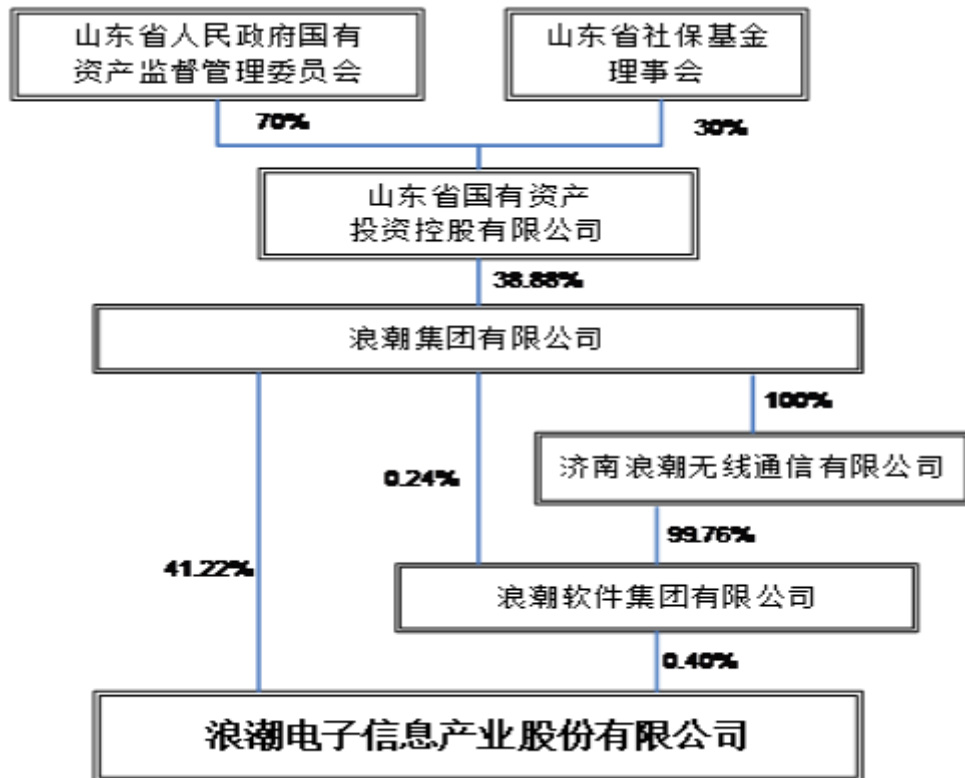 山东省人民政府国有
资产监督管理委员会
山东省社保基金
理事会
70%
30%
山东省国有资产
投资控股有限公司
38.88%
浪潮集团有限公司
100%
济南浪潮无线通信有限公司
0.24%
99.76%
41.22%
浪潮软件集团有限公司
0.40%
浪潮电子信息产业股份有限公司